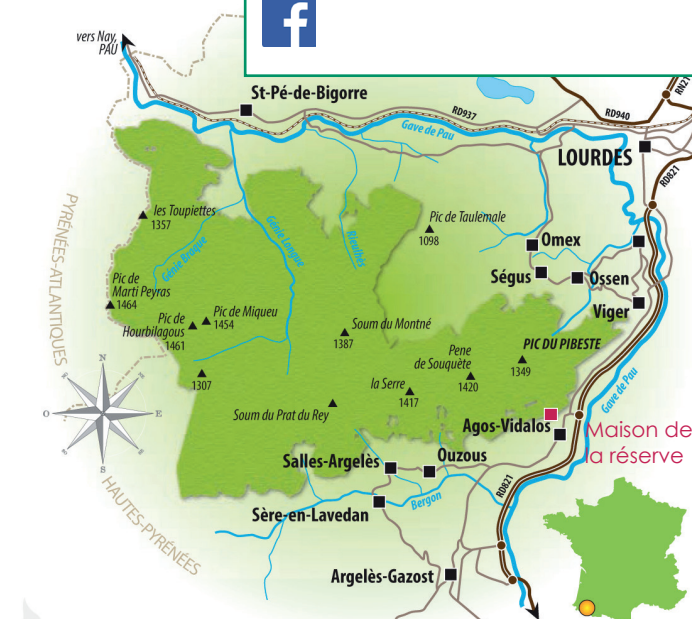 f
vers Nay,
PAU
St-Pé-de-Bigorre
RD937
RD940
RN21
Gave de Pau
LOURDES
RD821
PYRÉNÉES-ATLANTIQUES
les Toupiettes
1357
Génie Braque
Génie Longue
Rieulhès
Pic de Taulemale
1098
Omex
Ségus
Ossen
Viger
Pic de
Marti Peyras
1464
Pic de
Hourbilagous
1461
Pic de Miqueu
1454
Soum du Montné
1387
Pene
de Souquète
1420
PIC DU PIBESTE
1349
N
O
E
S
1307
la Serre
1417
Soum du Prat du Rey
Gave de Pau
Agos-Vidalos
Maison de
la réserve
Salles-Argelès
Ouzous
RD821
Bergon
Sère-en-Lavedan
HAUTES-PYRÉNÉES
Argelès-Gazost